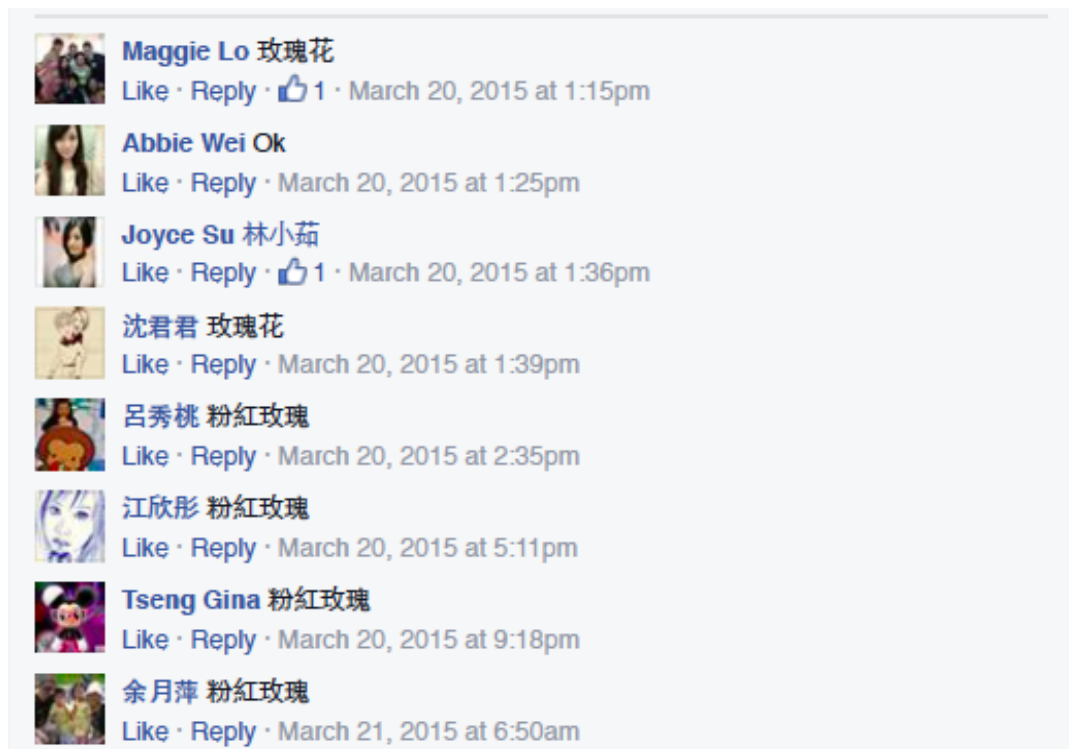 Maggie Lo 玫瑰花
Like · Reply · 1 · March 20, 2015 at 1:15pm
Abbie Wei Ok
Like · Reply · March 20, 2015 at 1:25pm
Joyce Su 林小茹
Like · Reply · 1 · March 20, 2015 at 1:36pm
沈君君 玫瑰花
Like · Reply · March 20, 2015 at 1:39pm
呂秀桃 粉紅玫瑰
Like · Reply · March 20, 2015 at 2:35pm
江欣彤 粉紅玫瑰
Like · Reply · March 20, 2015 at 5:11pm
Tseng Gina 粉紅玫瑰
Like · Reply · March 20, 2015 at 9:18pm
余月萍 粉紅玫瑰
Like · Reply · March 21, 2015 at 6:50am